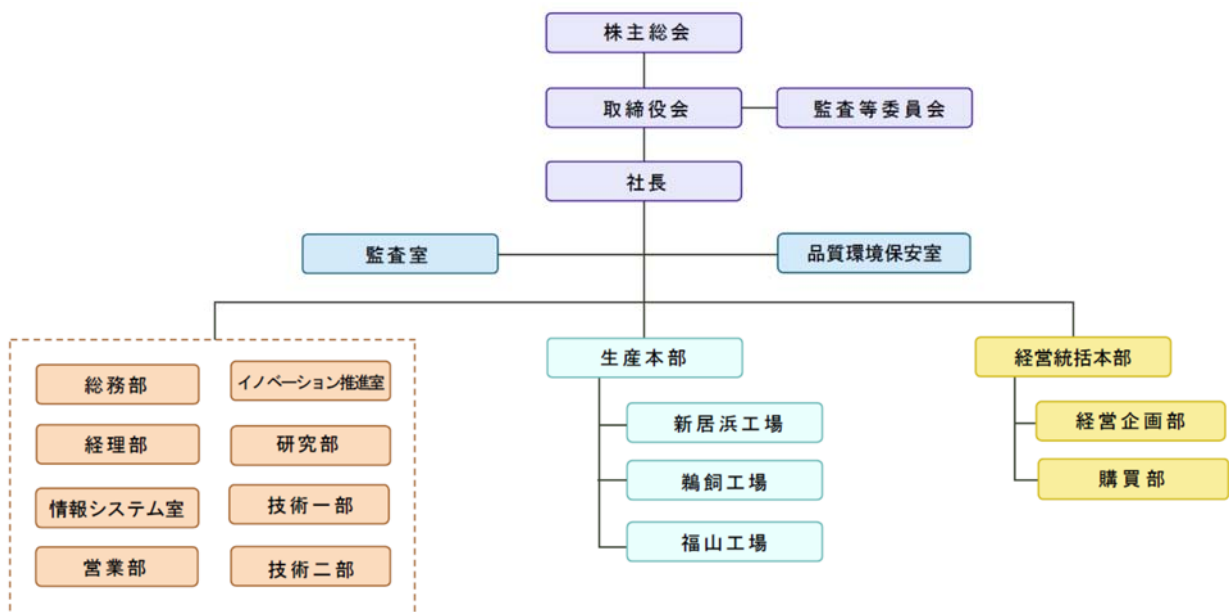 株主総会
取締役会
監査等委員会
社長
監査室
品質環境保安室
総務部
イノベーション推進室
経理部
研究部
情報システム室
技術一部
営業部
技術二部
生産本部
新居浜工場
鵜飼工場
福山工場
経営統括本部
経営企画部
購買部